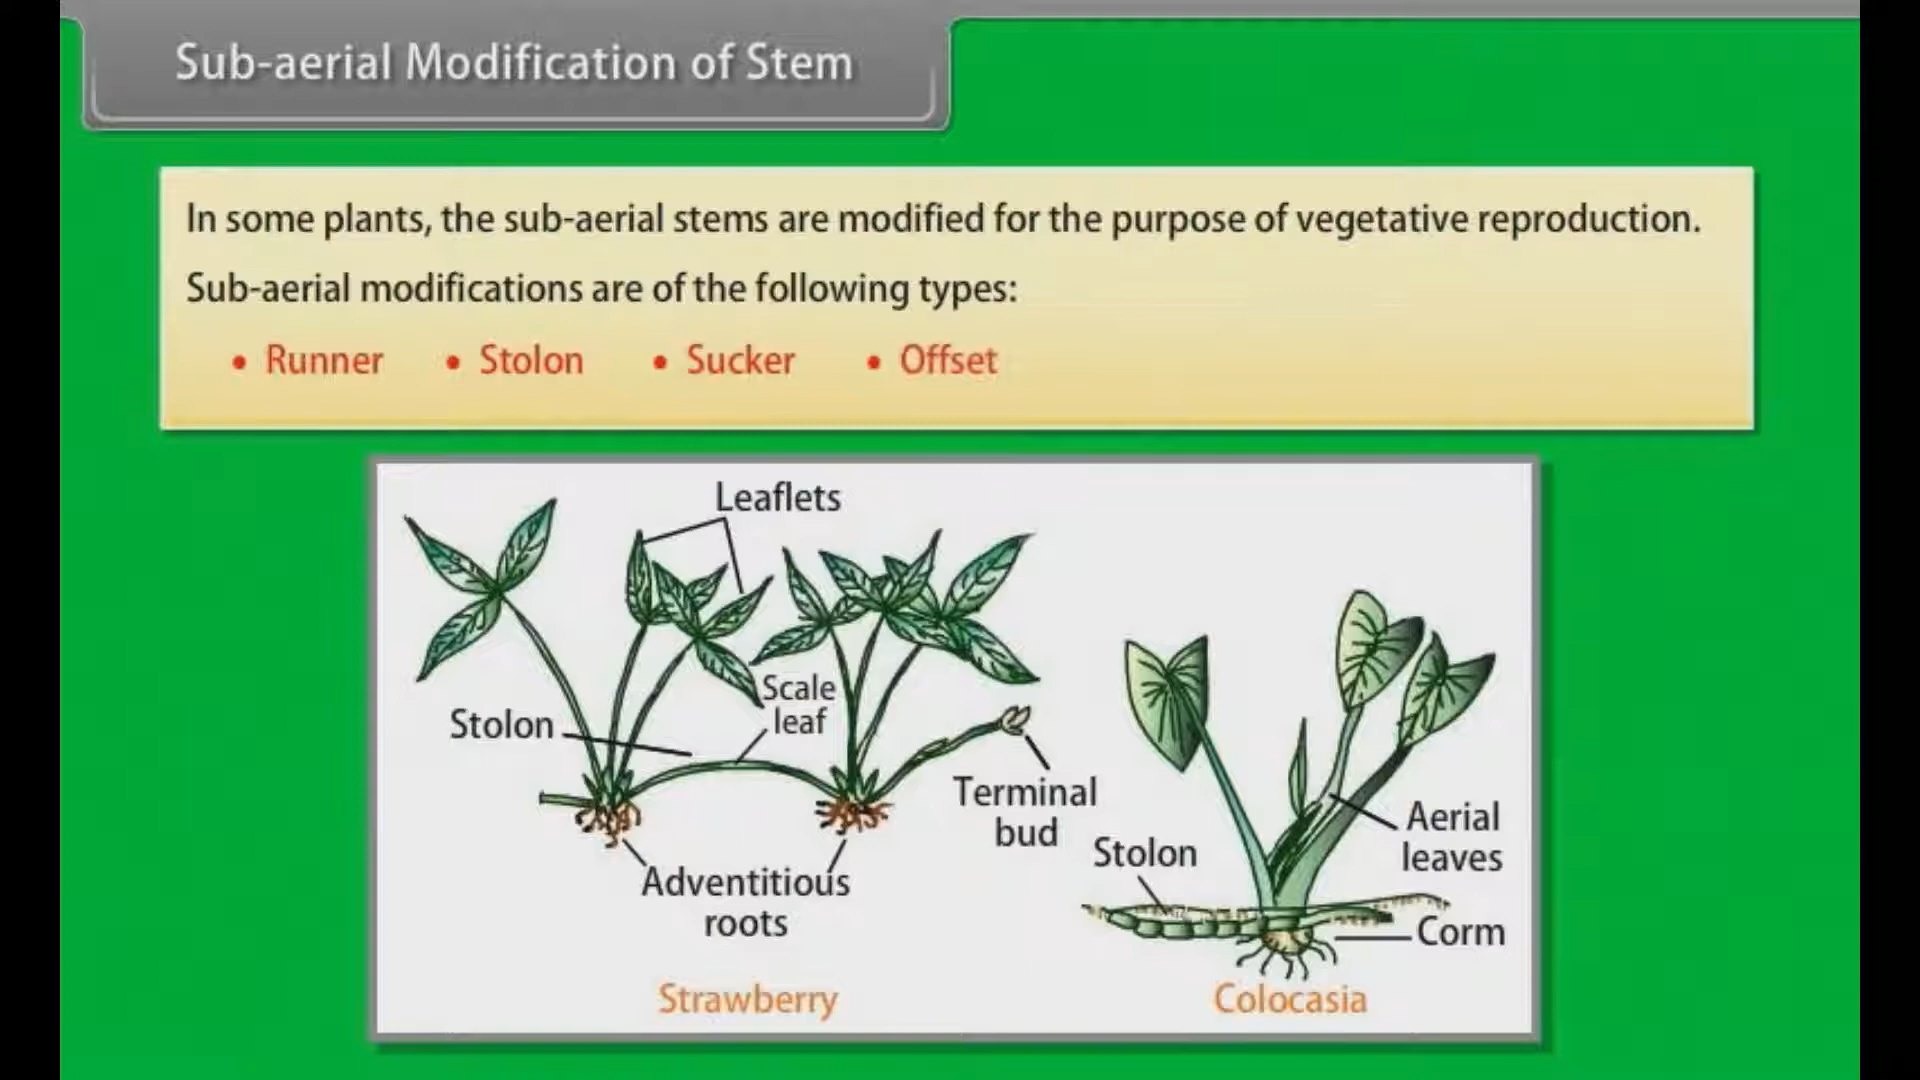 Sub-aerial Modification of Stem
In some plants, the sub-aerial stems are modified for the purpose of vegetative reproduction.
Sub-aerial modifications are of the following types:
• Runner • Stolon • Sucker • Offset
Leaflets
Scale
leaf
Stolon
Terminal
bud
Adventitious
roots
Strawberry
Stolon
Aerial
leaves
Corm
Colocasia